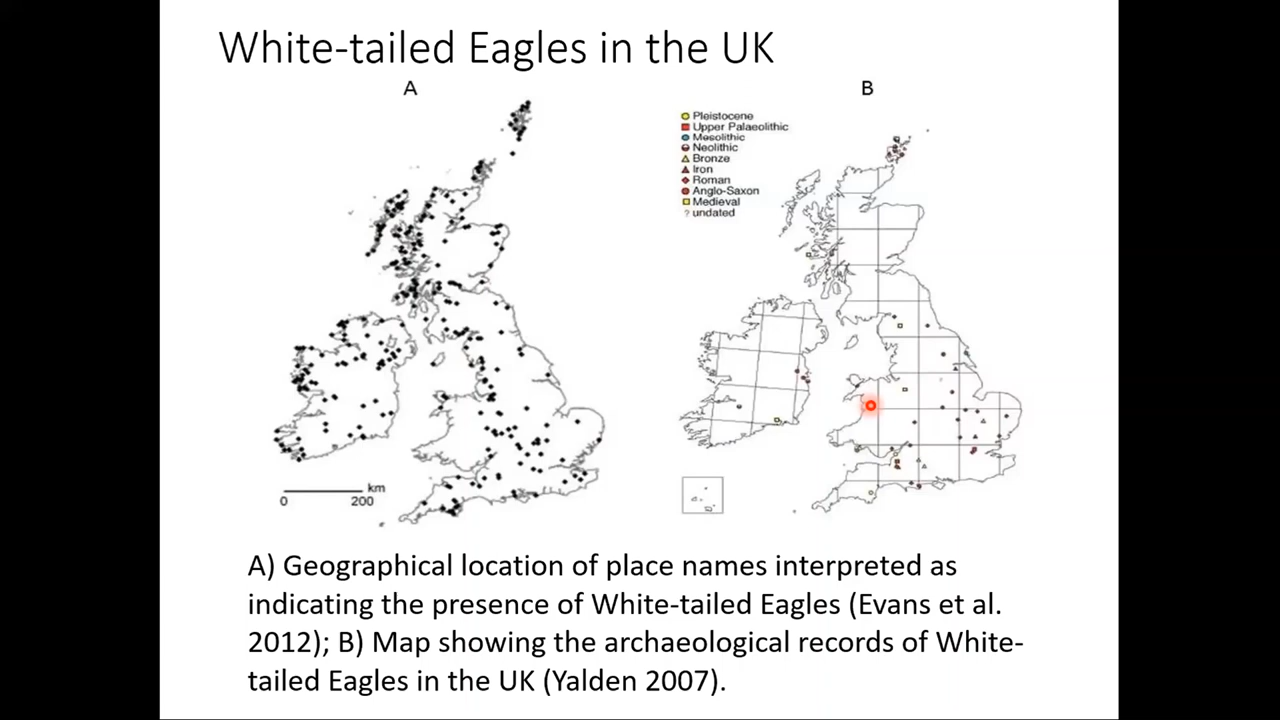 White-tailed Eagles in the UK
A
B
Pleistocene
Upper Palaeolithic
Mesolithic
Neolithic
Bronze
Iron
Roman
Anglo-Saxon
Medieval
? undated
km
0 200
A) Geographical location of place names interpreted as
indicating the presence of White-tailed Eagles (Evans et al.
2012); B) Map showing the archaeological records of White-
tailed Eagles in the UK (Yalden 2007).